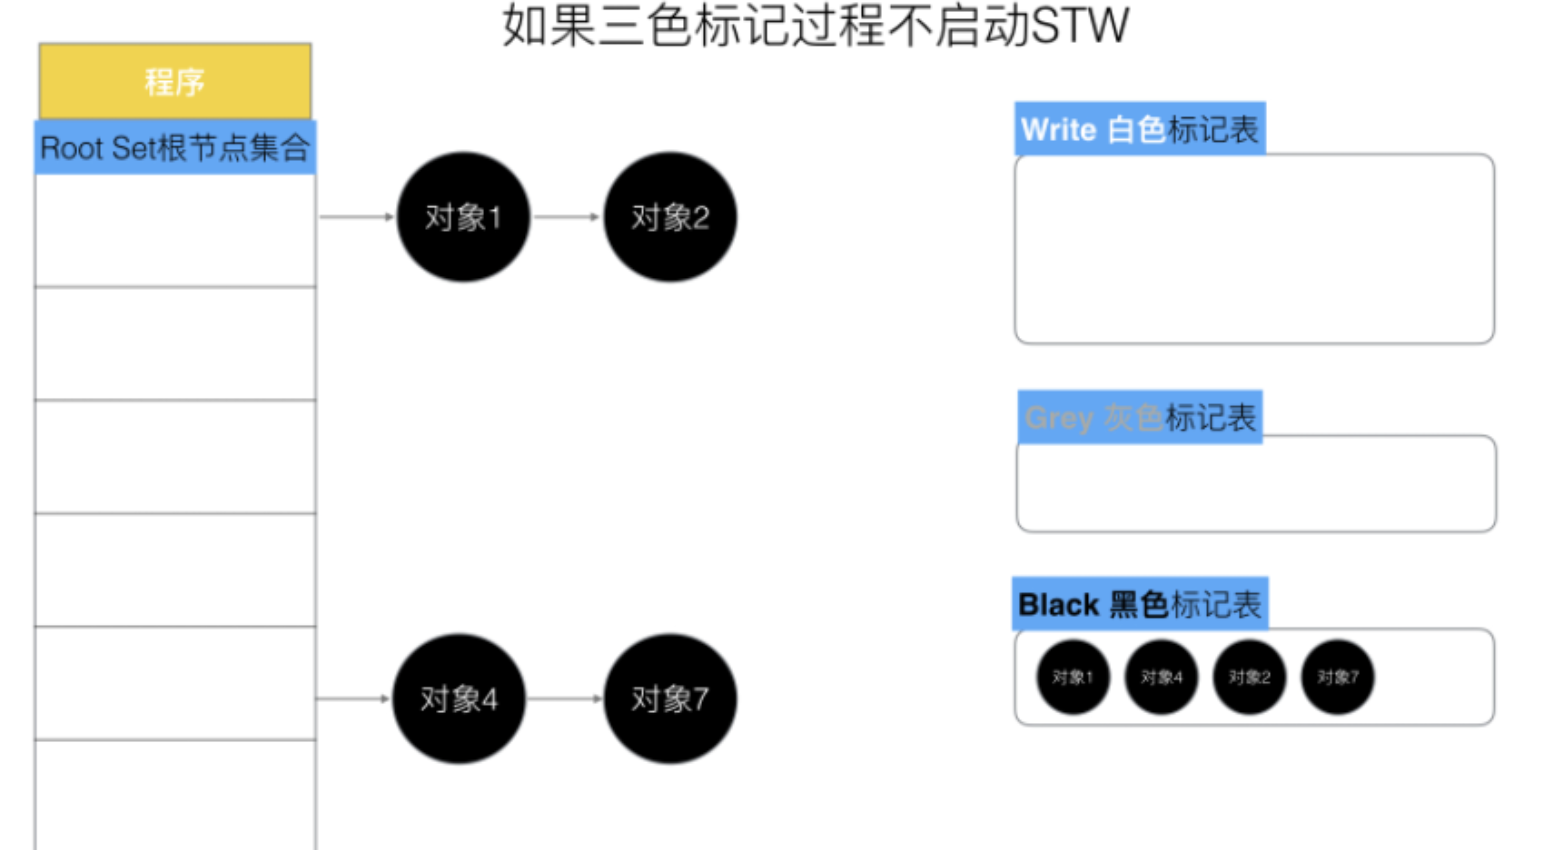 如果三色标记过程不启动STW
程序
Root Set根节点集合
对象1
对象2
对象4
对象7
Write 白色标记表
Grey 灰色标记表
Black 黑色标记表
对象1
对象4
对象2
对象7